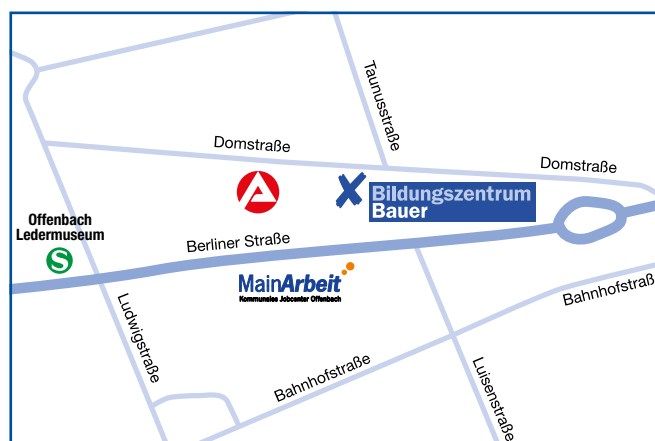 Taunusstraße
Domstraße
Domstraße
A
Bildungszentrum
Bauer
Offenbach
Ledermuseum
S
Berliner Straße
MainArbeit
Kommunales Jobcenter Offenbach
Bahnhofstraße
Ludwigstraße
Bahnhofstraße
Luisenstraße